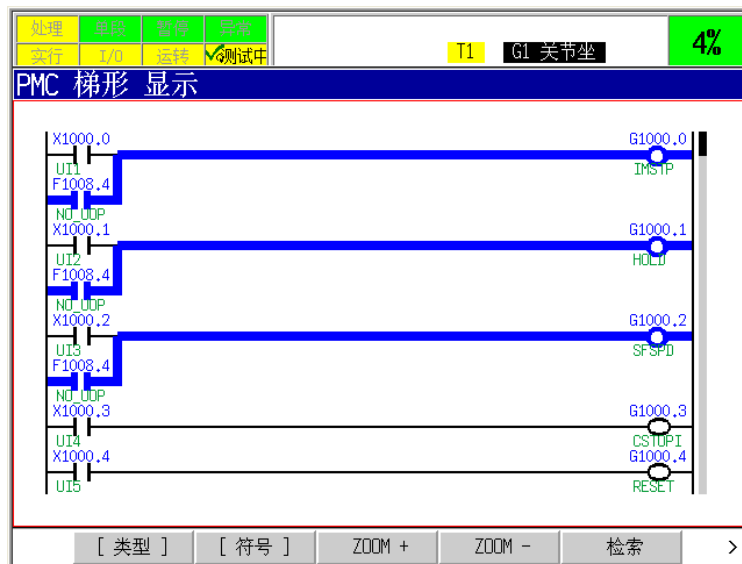 处理 单段 暂停 异常
实行 I/O 运转 测试中 T1 G1 关节坐 4%
PMC 梯形 显示
X1000.0 G1000.0
UI1 IMSTP
F1008.4
NO_UOP
X1000.1 G1000.1
UI2 HOLD
F1008.4
NO_UOP
X1000.2 G1000.2
UI3 SFSPD
F1008.4
NO_UOP
X1000.3 G1000.3
UI4 CSTOPI
X1000.4 G1000.4
UI5 RESET
[ 类型 ] [ 符号 ] ZOOM + ZOOM - 检索 >